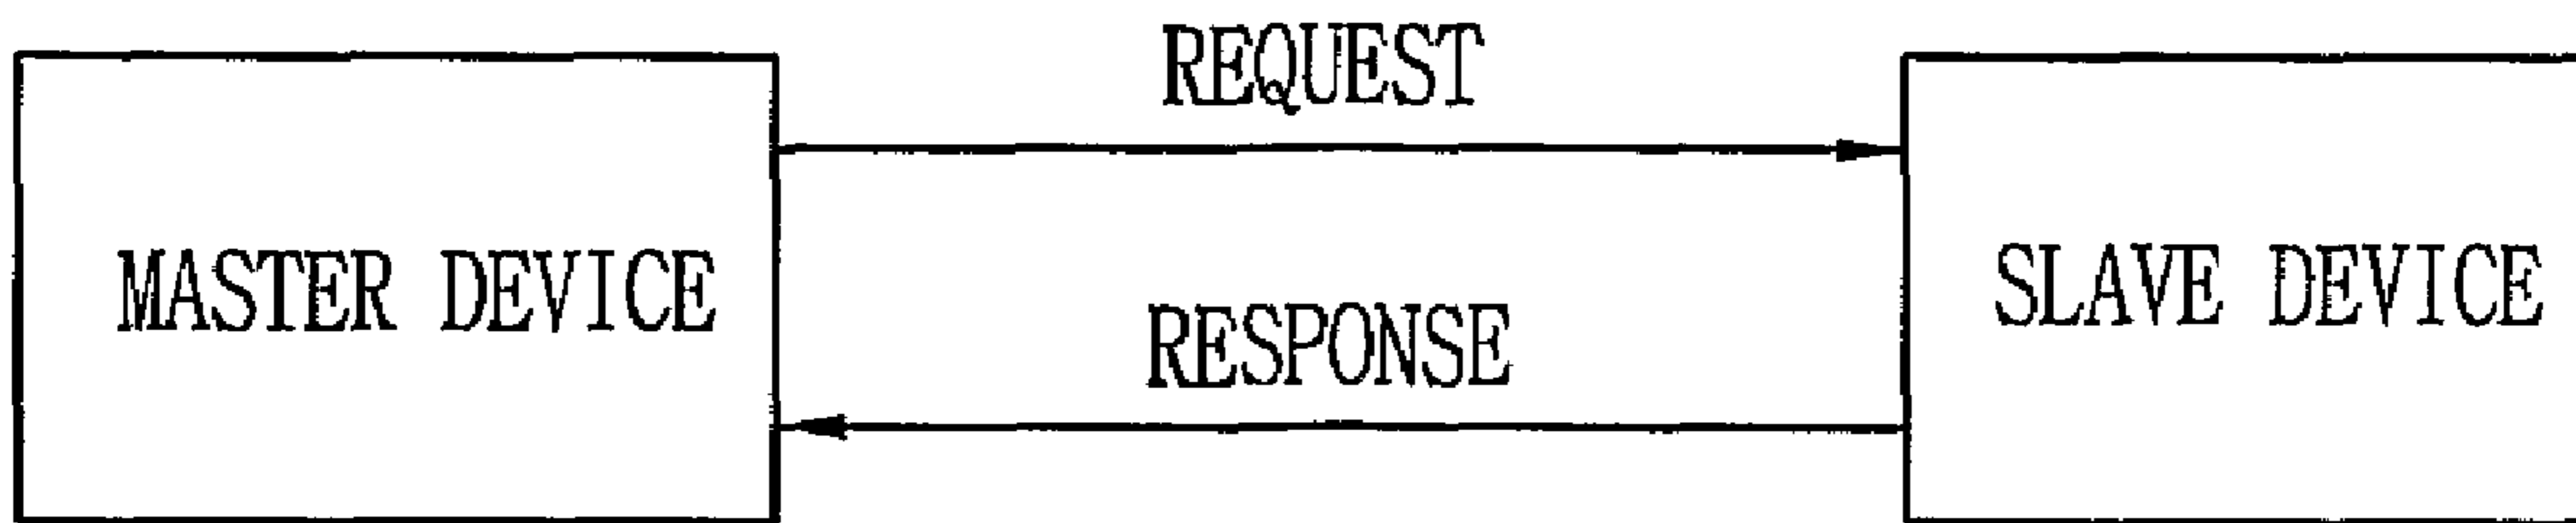 REQUEST
MASTER DEVICE
SLAVE DEVICE
RESPONSE